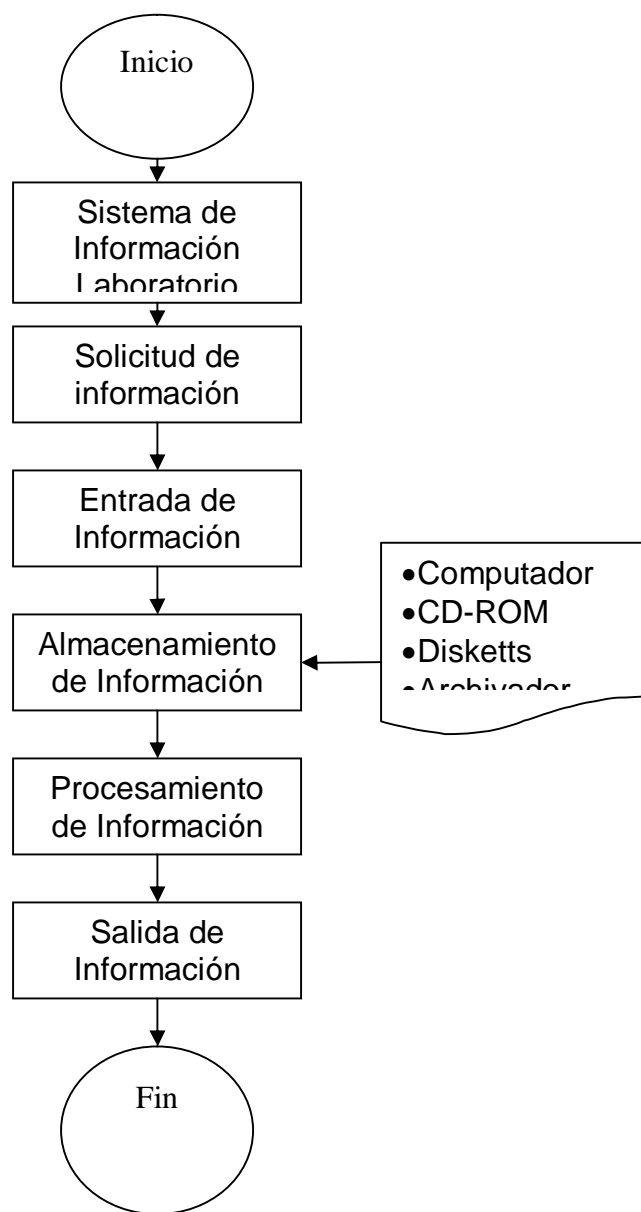 Inicio
Sistema de
Información
Laboratorio
Solicitud de
información
Entrada de
Información
•Computador
•CD-ROM
•Disketts
•Archivador
Almacenamiento
de Información
Procesamiento
de Información
Salida de
Información
Fin